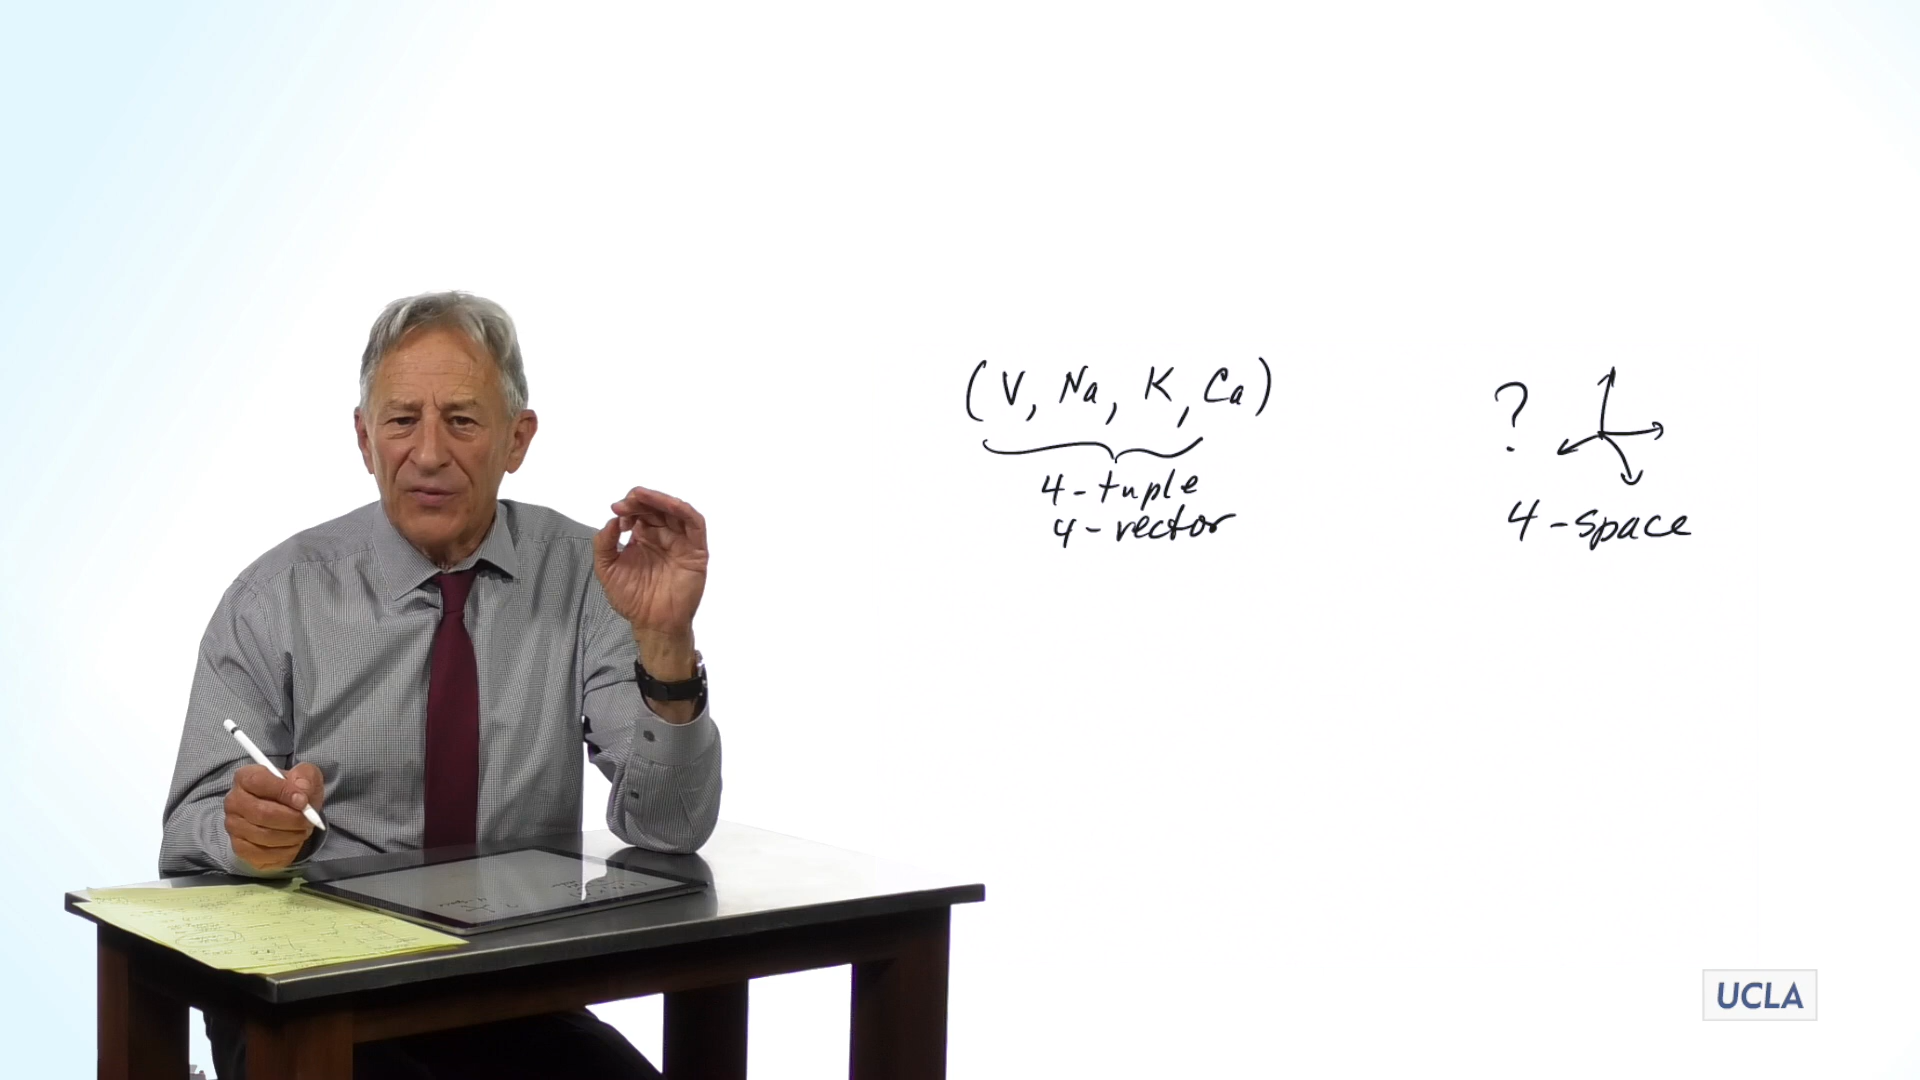 (V, Na, K, Ca)
4-tuple
4-vector
?
4-space
UCLA